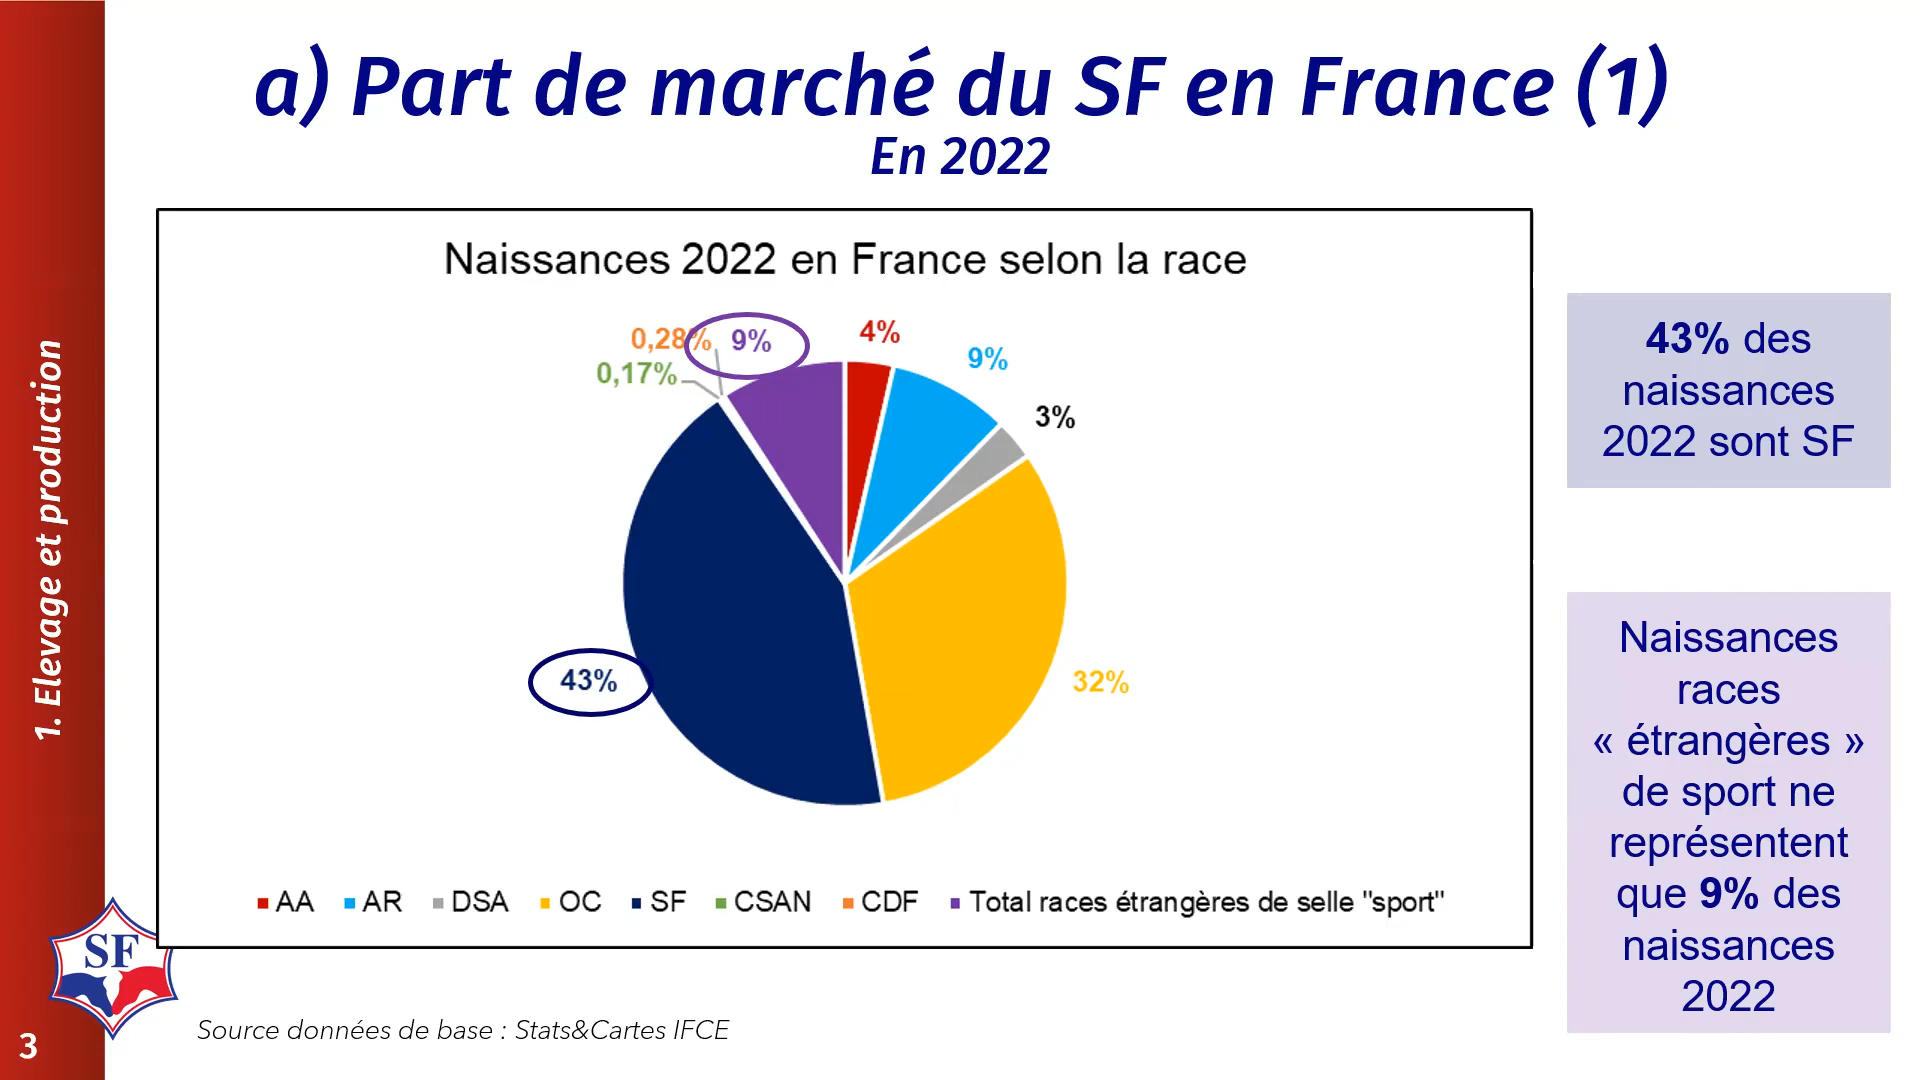 a) Part de marché du SF en France (1)
En 2022
1. Elevage et production
Naissances 2022 en France selon la race
0,28%
9%
4%
0,17%
9%
3%
43%
32%
AA AR DSA OC SF CSAN CDF Total races étrangères de selle "sport"
43% des
naissances
2022 sont SF
Naissances
races
« étrangères »
de sport ne
représentent
que 9% des
naissances
2022
SF
Source données de base : Stats&Cartes IFCE
3